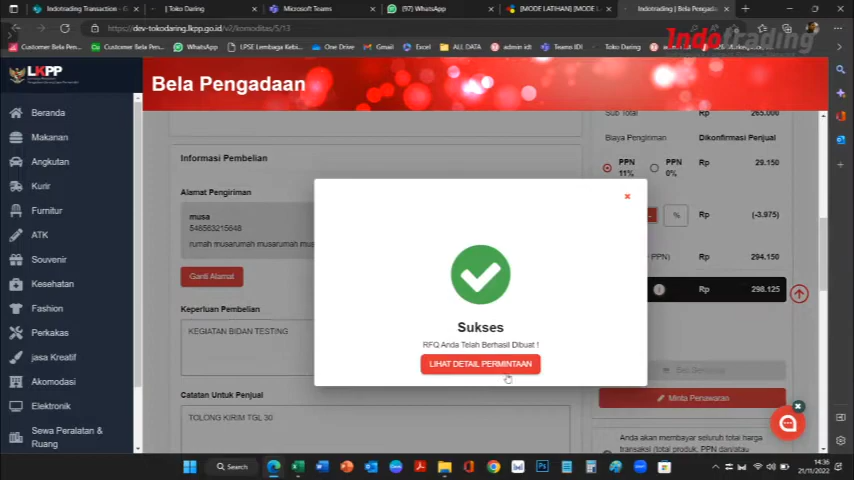 Indotrading Transaction - G
Toko Daring
Microsoft Teams
(97) WhatsApp
[MODE LATIHAN] [MODE L
Indotrading | Bela Pengada
https://dev-tokodaring.lkpp.go.id/v2/komoditas/5/13
Indotrading
Customer Bela Pen...
Customer Bela Pen...
WhatsApp
LPSE Lembaga Kebij...
One Drive
Gmail
Excel
ALL DATA
admin idt
Teams IDI
Toko Daring
LKPP
Bela Pengadaan
Beranda
Makanan
Angkutan
Kurir
Furnitur
ATK
Souvenir
Kesehatan
Fashion
Perkakas
jasa Kreatif
Akomodasi
Elektronik
Sewa Peralatan &
Ruang
Informasi Pembelian
Alamat Pengiriman
musa
546563215648
rumah musarumah musarumah mus
Ganti Alamat
Keperluan Pembelian
KEGIATAN BIDAN TESTING
Catatan Untuk Penjual
TOLONG KIRIM TGL 30
Sukses
RFQ Anda Telah Berhasil Dibuat !
LIHAT DETAIL PERMINTAAN
Sub Total Rp 265.000
Biaya Pengiriman Dikonfirmasi Penjual
PPN 11% PPN 0% Rp 29.150
- % Rp (-3.975)
PPN) Rp 294.150
Rp 298.125
Minta Penawaran
Anda akan membayar seluruh total harga
transaksi (total produk, PPN dan/atau
Search
14:36
21/11/2022